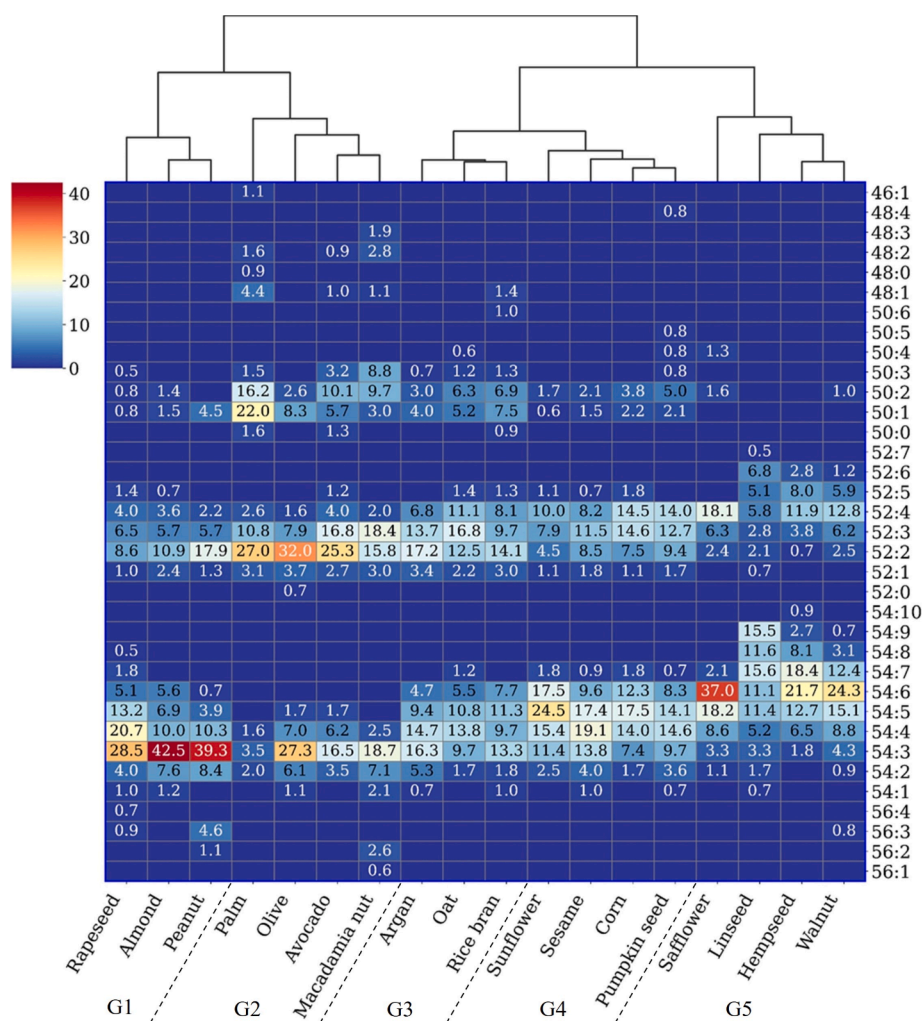 1.1 46:1
0.8 48:4
40 1.9 48:3
30 1.6 0.9 2.8 48:2
0.9 48:0
20 4.4 1.0 1.1 1.4 48:1
1.0 50:6
10 0.8 50:5
0.6 0.8 1.3 50:4
0 0.5 1.5 3.2 8.8 0.7 1.2 1.3 0.8 50:3
0.8 1.4 16.2 2.6 10.1 9.7 3.0 6.3 6.9 1.7 2.1 3.8 5.0 1.6 1.0 50:2
0.8 1.5 4.5 22.0 8.3 5.7 3.0 4.0 5.2 7.5 0.6 1.5 2.2 2.1 50:1
1.6 1.3 0.9 50:0
0.5 52:7
6.8 2.8 1.2 52:6
1.4 0.7 1.2 1.4 1.3 1.1 0.7 1.8 5.1 8.0 5.9 52:5
4.0 3.6 2.2 2.6 1.6 4.0 2.0 6.8 11.1 8.1 10.0 8.2 14.5 14.0 18.1 5.8 11.9 12.8 52:4
6.5 5.7 5.7 10.8 7.9 16.8 18.4 13.7 16.8 9.7 7.9 11.5 14.6 12.7 6.3 2.8 3.8 6.2 52:3
8.6 10.9 17.9 27.0 32.0 25.3 15.8 17.2 12.5 14.1 4.5 8.5 7.5 9.4 2.4 2.1 0.7 2.5 52:2
1.0 2.4 1.3 3.1 3.7 2.7 3.0 3.4 2.2 3.0 1.1 1.8 1.1 1.7 0.7 52:1
0.7 52:0
0.9 54:10
15.5 2.7 0.7 54:9
0.5 11.6 8.1 3.1 54:8
1.8 1.2 1.8 0.9 1.8 0.7 2.1 15.6 18.4 12.4 54:7
5.1 5.6 0.7 4.7 5.5 7.7 17.5 9.6 12.3 8.3 37.0 11.1 21.7 24.3 54:6
13.2 6.9 3.9 1.7 1.7 9.4 10.8 11.3 24.5 17.4 17.5 14.1 18.2 11.4 12.7 15.1 54:5
20.7 10.0 10.3 1.6 7.0 6.2 2.5 14.7 13.8 9.7 15.4 19.1 14.0 14.6 8.6 5.2 6.5 8.8 54:4
28.5 42.5 39.3 3.5 27.3 16.5 18.7 16.3 9.7 13.3 11.4 13.8 7.4 9.7 3.3 3.3 1.8 4.3 54:3
4.0 7.6 8.4 2.0 6.1 3.5 7.1 5.3 1.7 1.8 2.5 4.0 1.7 3.6 1.1 1.7 0.9 54:2
1.0 1.2 1.1 2.1 0.7 1.0 1.0 0.7 0.7 54:1
0.7 56:4
0.9 4.6 0.8 56:3
1.1 2.6 56:2
0.6 56:1
Rapeseed Almond Peanut Palm Olive Avocado Macadamia nut Argan Oat Rice bran Sunflower Sesame Corn Pumpkin seed Safflower Linseed Hempseed Walnut
G1 G2 G3 G4 G5